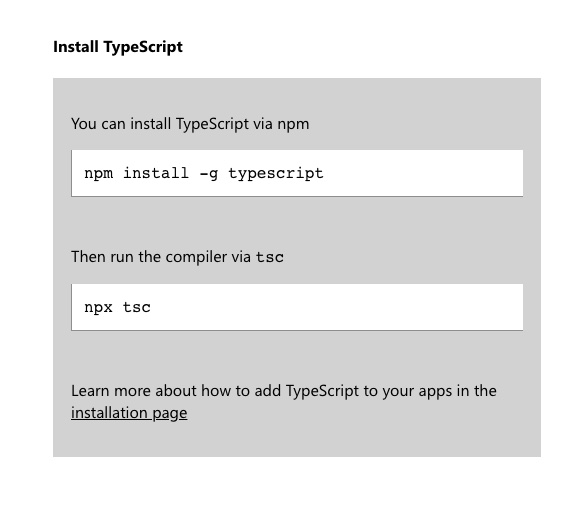 Install TypeScript
You can install TypeScript via npm
npm install -g typescript
Then run the compiler via tsc
npx tsc
Learn more about how to add TypeScript to your apps in the
installation page